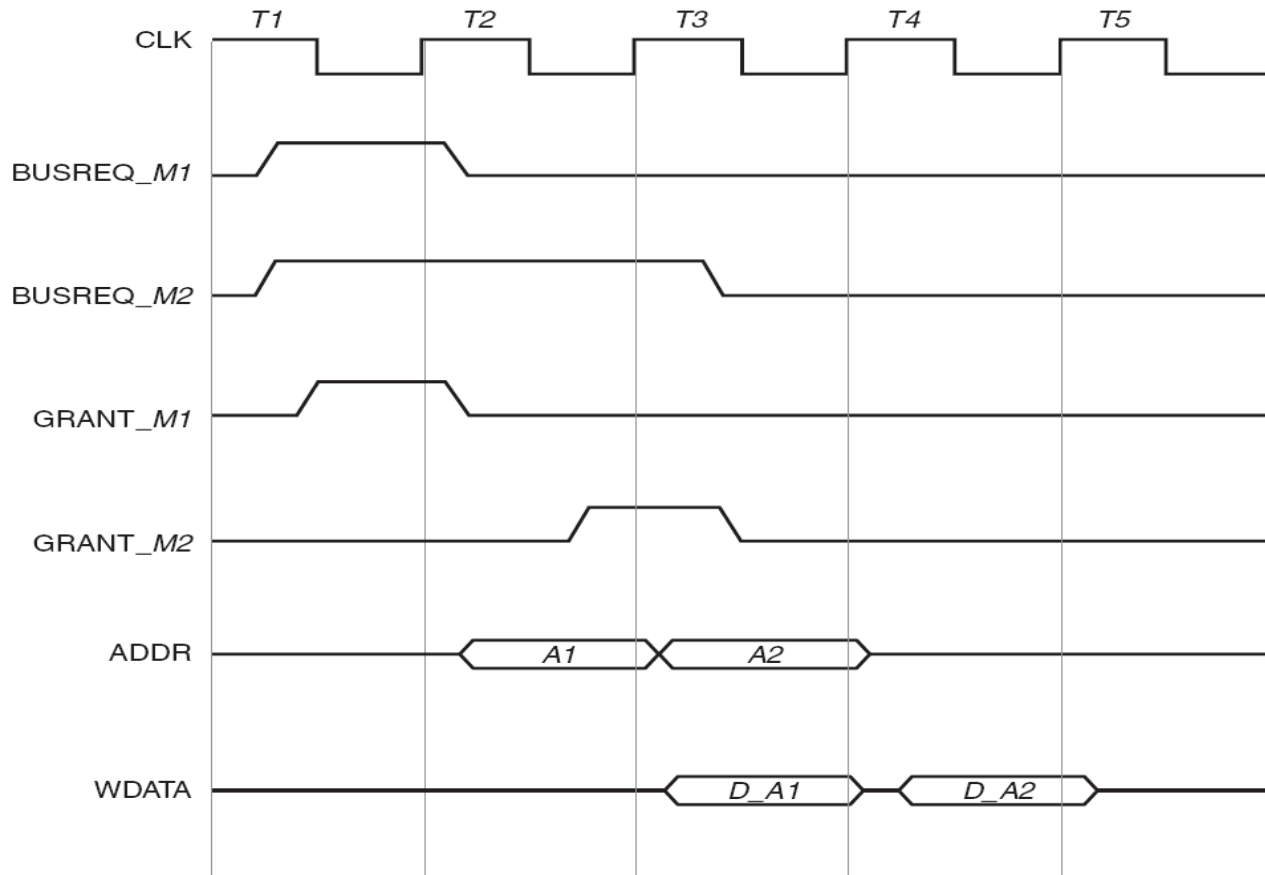 T1 T2 T3 T4 T5
CLK
BUSREQ_M1
BUSREQ_M2
GRANT_M1
GRANT_M2
ADDR A1 A2
WDATA D_A1 D_A2